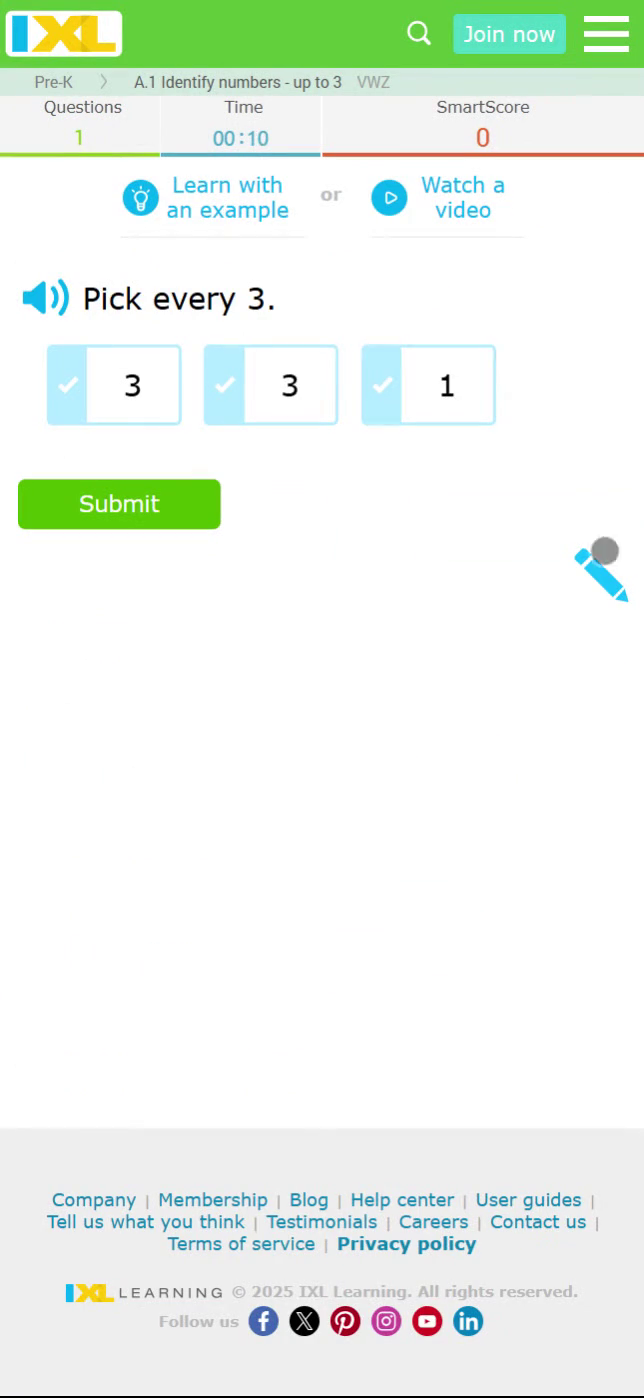 IXL
Join now
Pre-K A.1 Identify numbers - up to 3 VWZ
Questions Time SmartScore
1 00:10 0
Learn with an example or Watch a video
Pick every 3.
3 3 1
Submit
Company | Membership | Blog | Help center | User guides |
Tell us what you think | Testimonials | Careers | Contact us |
Terms of service | Privacy policy
IXL LEARNING © 2025 IXL Learning. All rights reserved.
Follow us